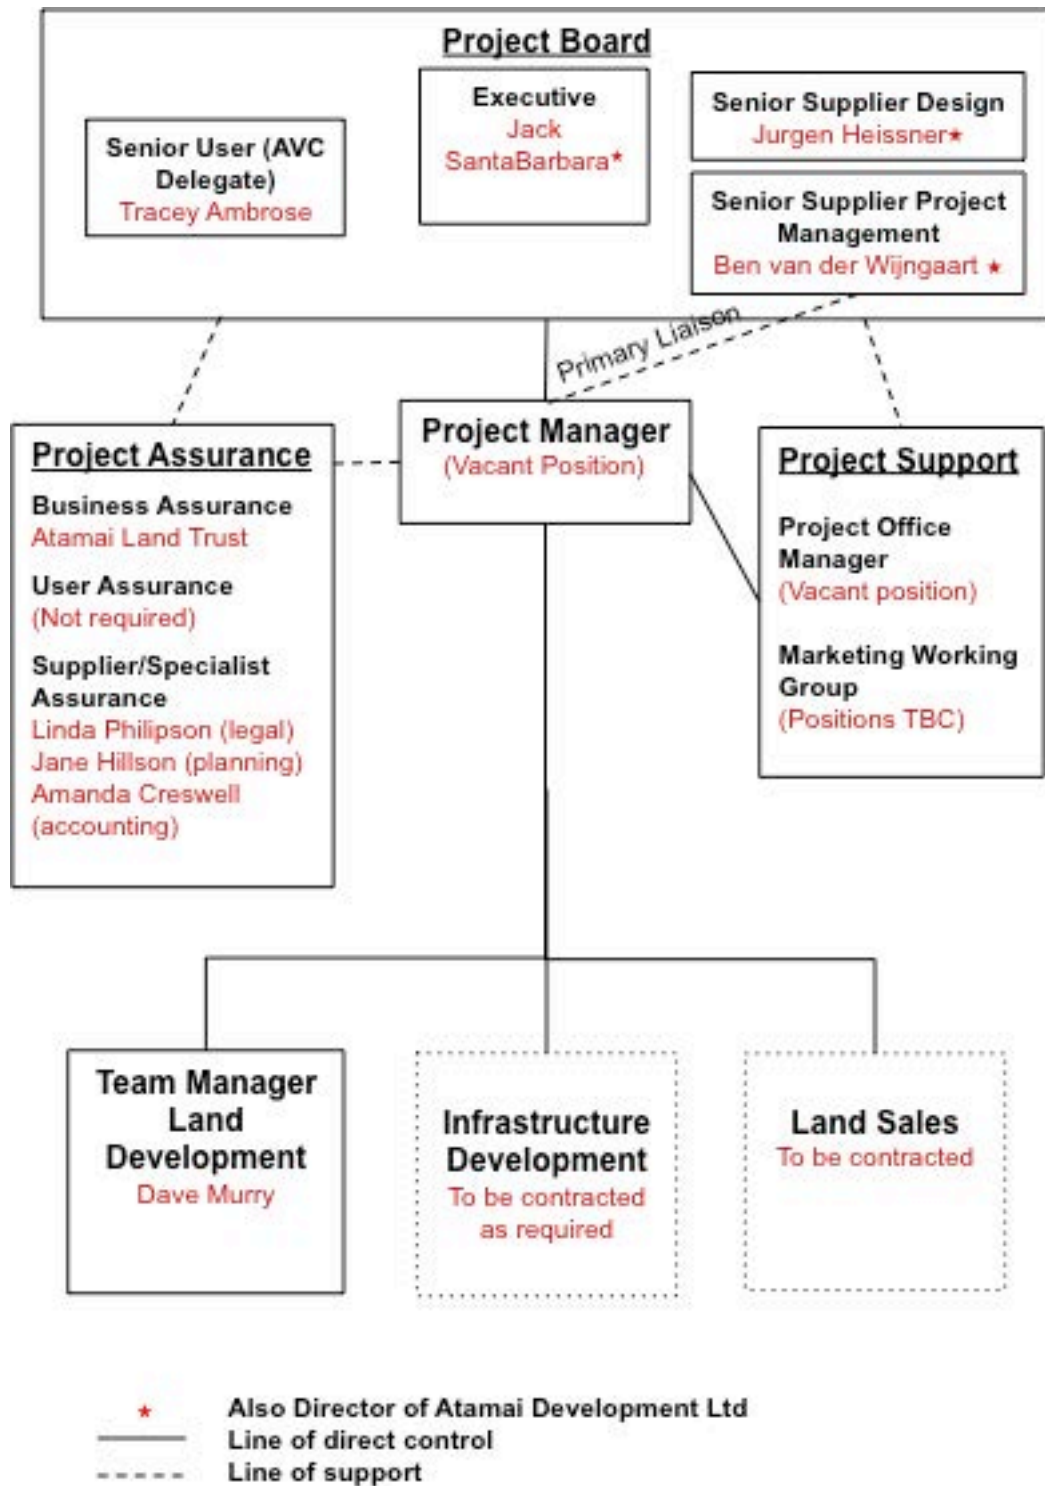 Project Board
Senior User (AVC
Delegate)
Tracey Ambrose
Executive
Jack
SantaBarbara★
Senior Supplier Design
Jurgen Heissner★
Senior Supplier Project
Management
Ben van der Wijngaart ★
Primary Liaison
Project Assurance
Business Assurance
Atamai Land Trust
User Assurance
(Not required)
Supplier/Specialist
Assurance
Linda Philipson (legal)
Jane Hillson (planning)
Amanda Creswell
(accounting)
Project Manager
(Vacant Position)
Project Support
Project Office
Manager
(Vacant position)
Marketing Working
Group
(Positions TBC)
Team Manager
Land
Development
Dave Murry
Infrastructure
Development
To be contracted
as required
Land Sales
To be contracted
★ Also Director of Atamai Development Ltd
Line of direct control
Line of support